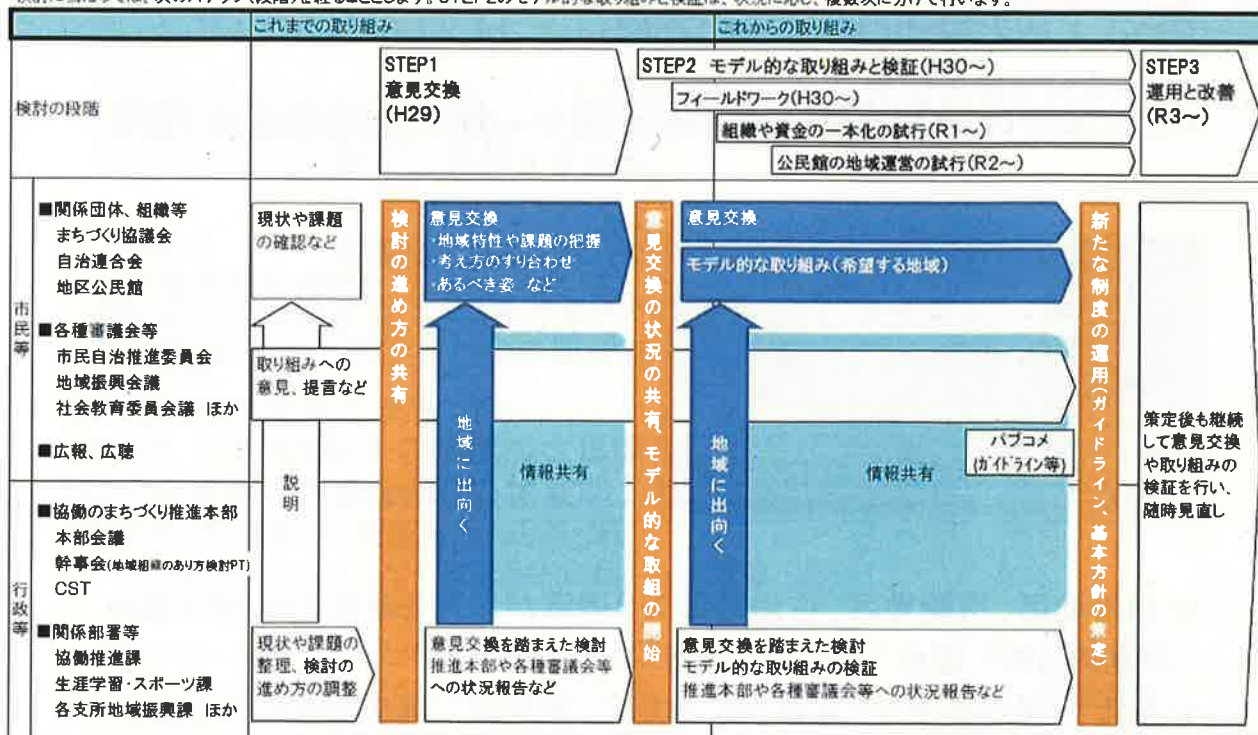 これまでの取り組み
これからの取り組み
検討の段階
STEP1
意見交換
(H29)
STEP2 モデル的な取り組みと検証(H30～)
フィールドワーク(H30～)
組織や資金の一本化の試行(R1～)
公民館の地域運営の試行(R2～)
STEP3
運用と改善
(R3～)
市民等
■関係団体、組織等
まちづくり協議会
自治連合会
地区公民館
■各種審議会等
市民自治推進委員会
地域振興会議
社会教育委員会議 ほか
■広報、広聴
行政等
■協働のまちづくり推進本部
本部会議
幹事会(地域組織のあり方検討PT)
CST
■関係部署等
協働推進課
生涯学習・スポーツ課
各支所地域振興課 ほか
現状や課題
の確認など
取り組みへの
意見、提言など
説明
現状や課題の
整理、検討の
進め方の調整
検討の進め方の共有
意見交換
・地域特性や課題の把握
・考え方のすり合わせ
・あるべき姿 など
地域に出向く
情報共有
意見交換を踏まえた検討
推進本部や各種審議会等
への状況報告など
意見交換の状況の共有、モデル的な取組の開始
意見交換
モデル的な取り組み(希望する地域)
地域に出向く
情報共有
パブコメ
(ガイドライン等)
意見交換を踏まえた検討
モデル的な取り組みの検証
推進本部や各種審議会等への状況報告など
新たな制度の運用(ガイドライン、基本方針の策定)
策定後も継続
して意見交換
や取り組みの
検証を行い、
随時見直し